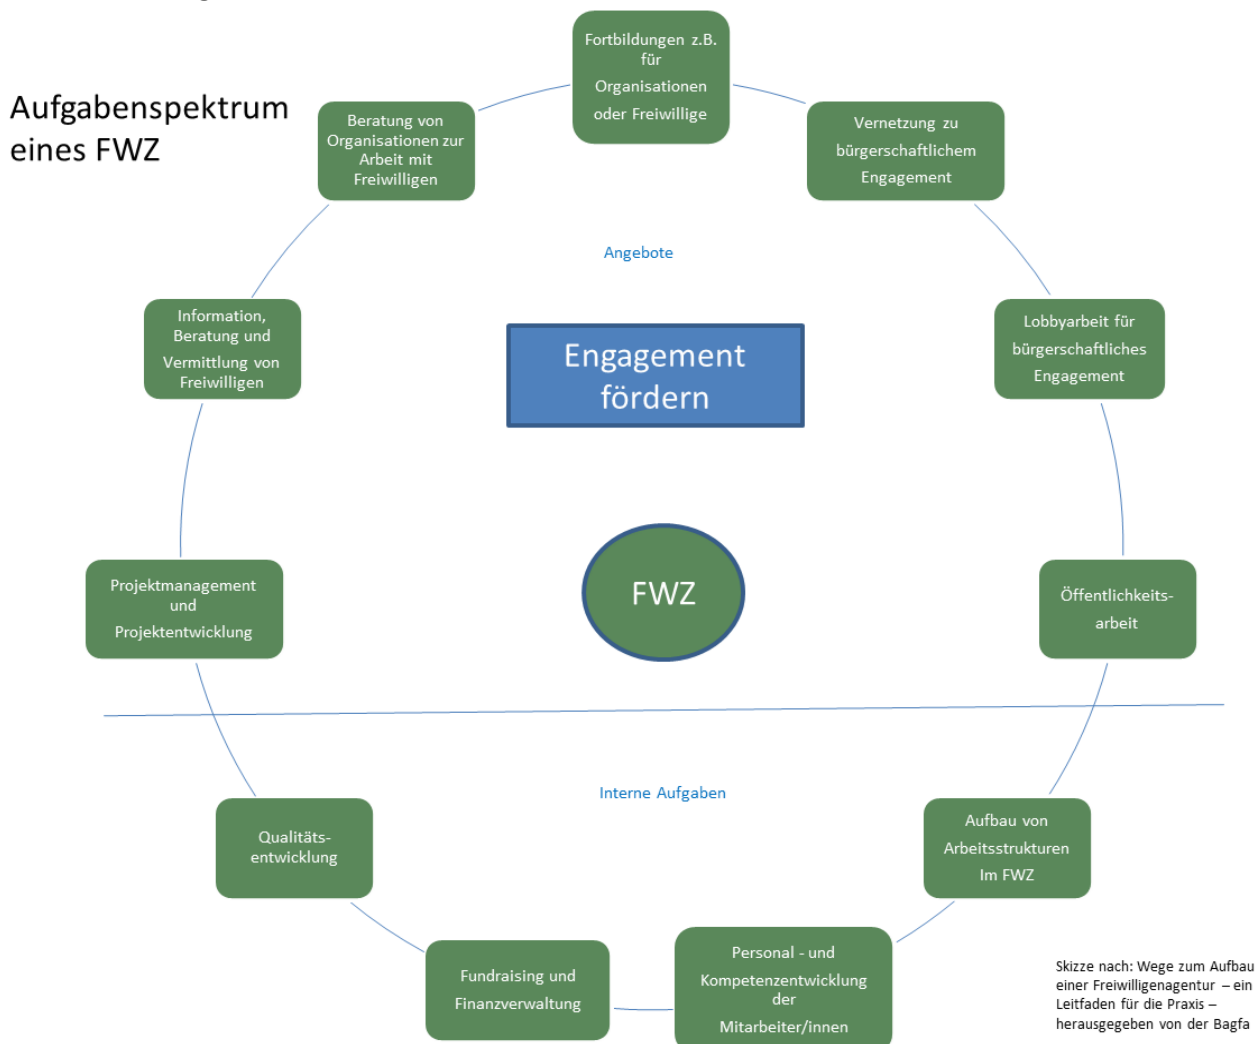 Aufgabenspektrum
eines FWZ
Fortbildungen z.B.
für
Organisationen
oder Freiwillige
Beratung von
Organisationen zur
Arbeit mit
Freiwilligen
Vernetzung zu
bürgerschaftlichem
Engagement
Angebote
Information,
Beratung und
Vermittlung von
Freiwilligen
Engagement
fördern
Lobbyarbeit für
bürgerschaftliches
Engagement
Projektmanagement
und
Projektentwicklung
FWZ
Öffentlichkeits-
arbeit
Interne Aufgaben
Qualitäts-
entwicklung
Aufbau von
Arbeitsstrukturen
Im FWZ
Fundraising und
Finanzverwaltung
Personal - und
Kompetenzentwicklung
der
Mitarbeiter/innen
Skizze nach: Wege zum Aufbau
einer Freiwilligenagentur – ein
Leitfaden für die Praxis –
herausgegeben von der Bagfa